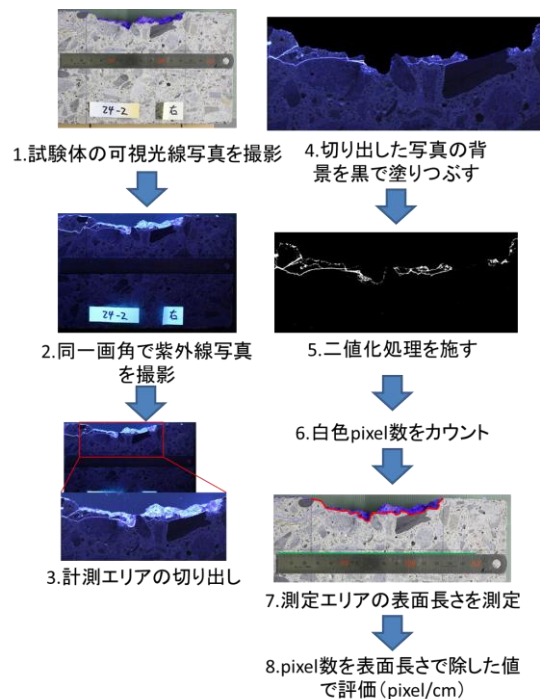 24-2
右
1.試験体の可視光線写真を撮影
24-2
右
2.同一画角で紫外線写真
を撮影
3.計測エリアの切り出し
4.切り出した写真の背
景を黒で塗りつぶす
5.二値化処理を施す
6.白色pixel数をカウント
7.測定エリアの表面長さを測定
8.pixel数を表面長さで除した値
で評価(pixel/cm)